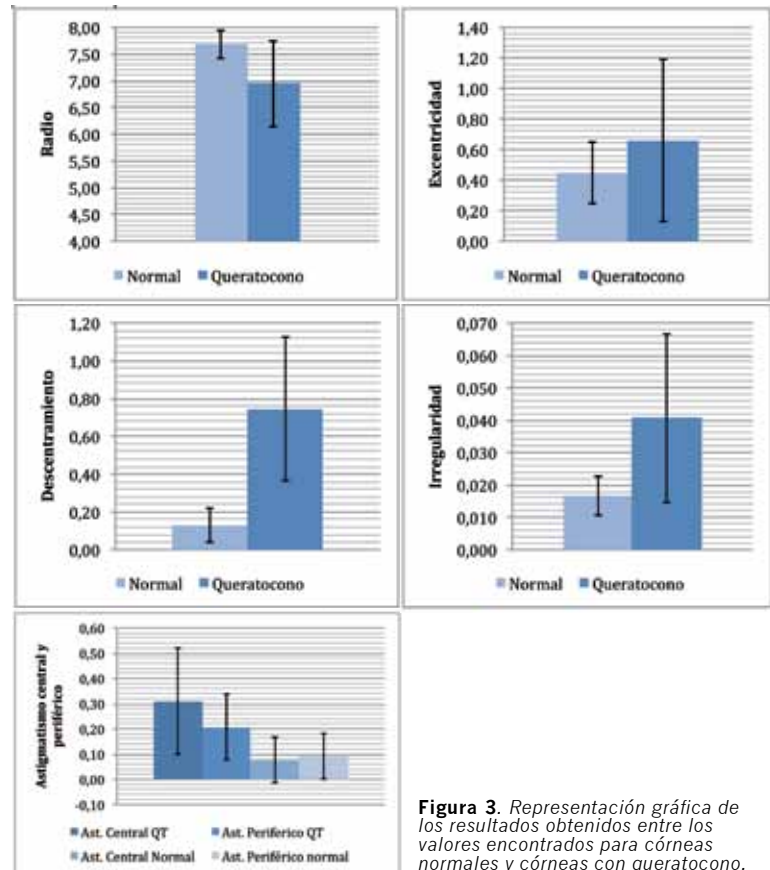 8,00
7,50
7,00
6,50
6,00
5,50
5,00
4,50
4,00
Radio
Normal Queratocono
1,40
1,20
1,00
0,80
0,60
0,40
0,20
0,00
Excentricidad
Normal Queratocono
1,20
1,00
0,80
0,60
0,40
0,20
0,00
Descentramiento
Normal Queratocono
0,070
0,060
0,050
0,040
0,030
0,020
0,010
0,000
Irregularidad
Normal Queratocono
0,60
0,50
0,40
0,30
0,20
0,10
0,00
-0,10
Astigmatismo central y
periférico
Ast. Central QT Ast. Periferico QT
Ast. Central Normal Ast. Periférico normal
Figura 3. Representación gráfica de
los resultados obtenidos entre los
valores encontrados para córneas
normales y córneas con queratocono.